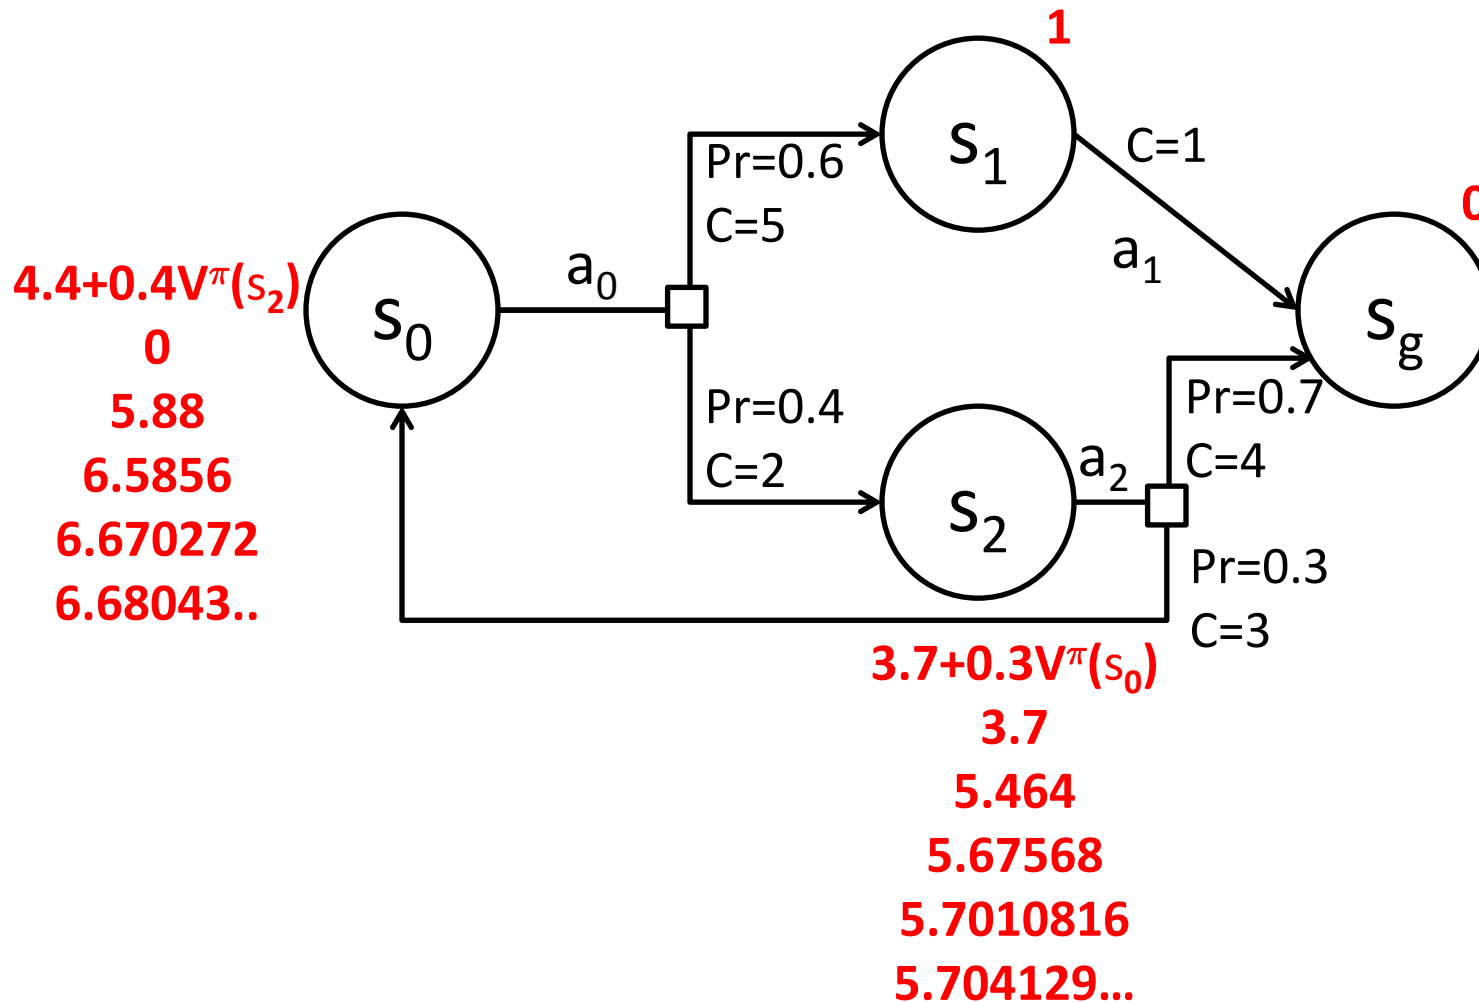 1
s₁
C=1
Pr=0.6
C=5
a₁
0
4.4+0.4Vπ(s₂)
0
5.88
6.5856
6.670272
6.68043..
s₀
a₀
s_g
Pr=0.4
C=2
s₂
a₂
Pr=0.7
C=4
Pr=0.3
C=3
3.7+0.3Vπ(s₀)
3.7
5.464
5.67568
5.7010816
5.704129...